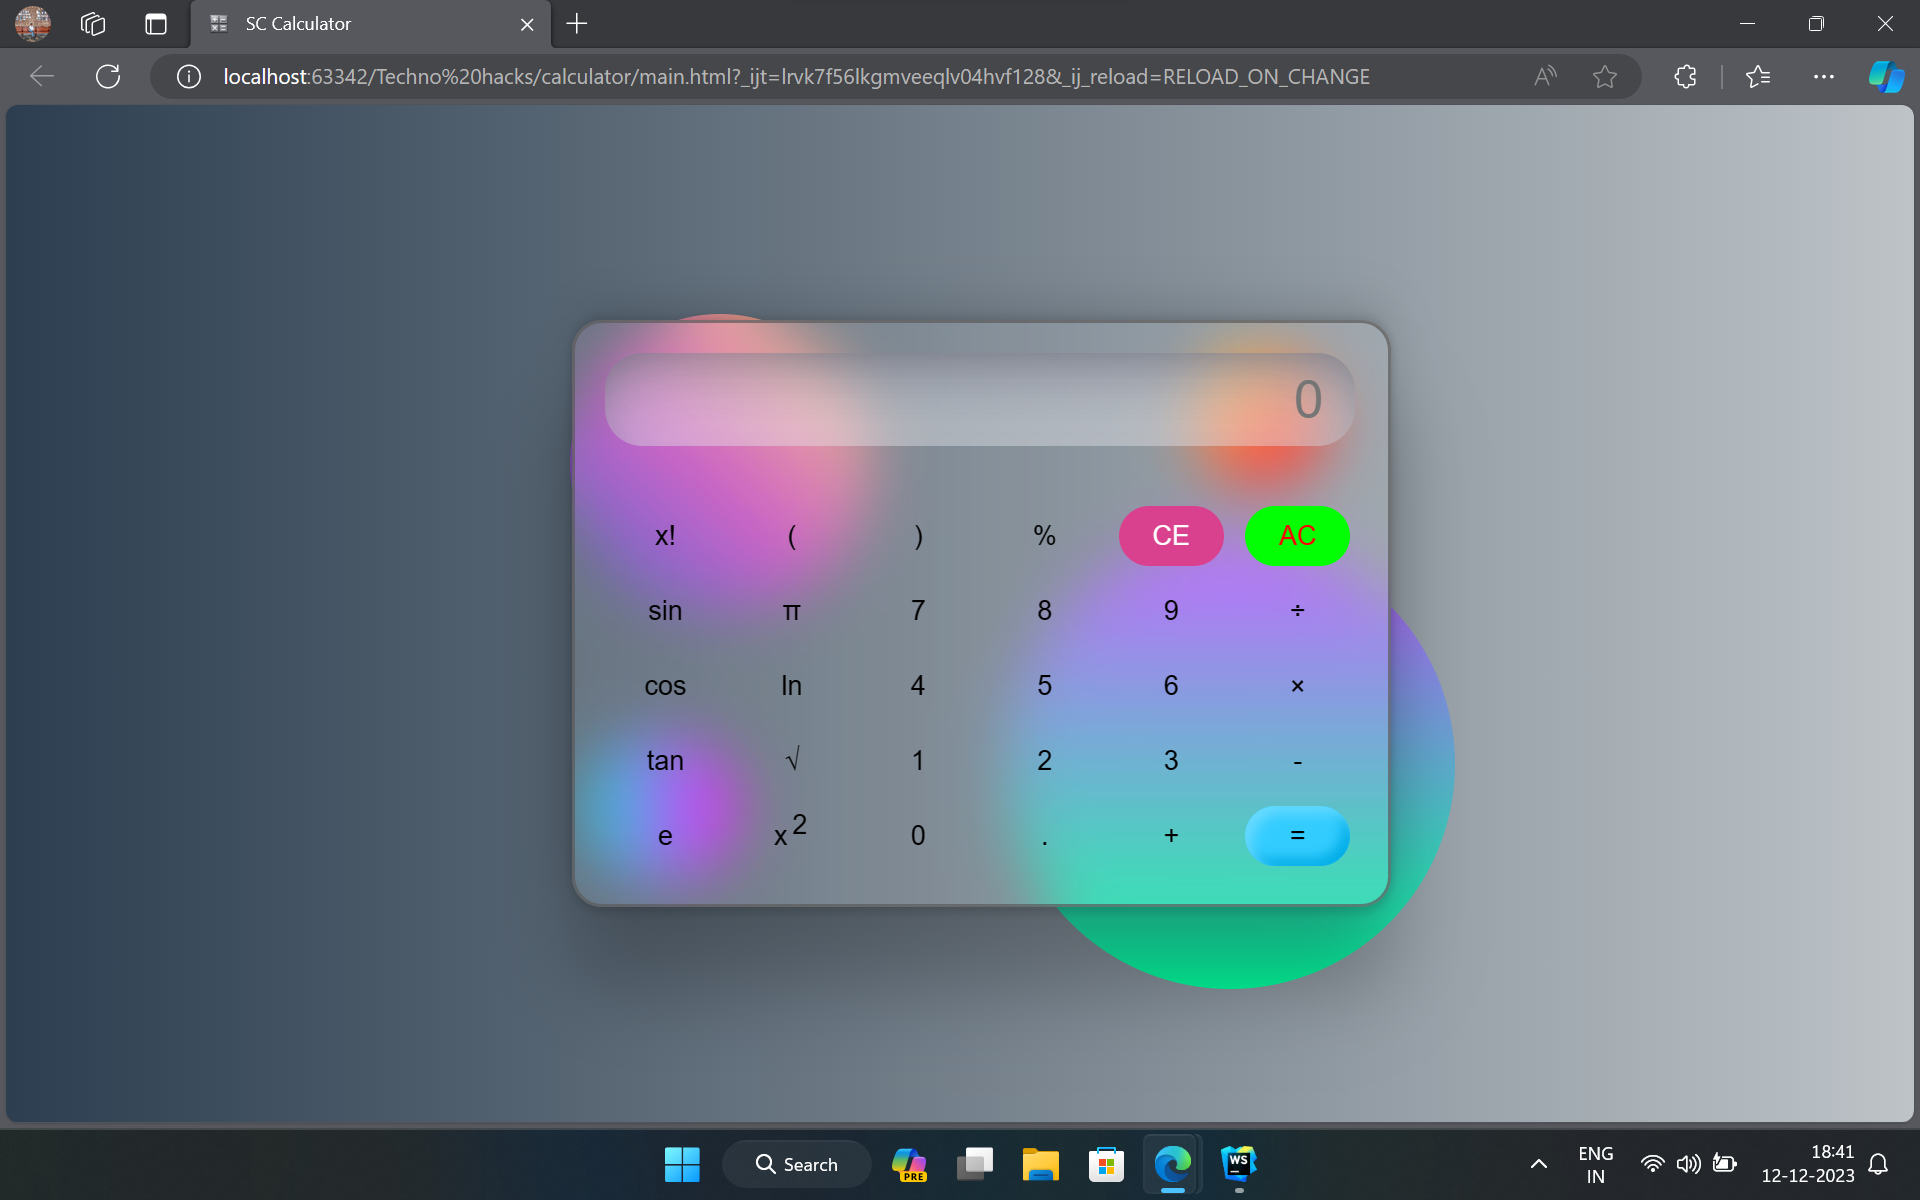 SC Calculator
localhost:63342/Techno%20hacks/calculator/main.html?_ijt=lrvk7f56lkgmveeqlv04hvf128&_ij_reload=RELOAD_ON_CHANGE
0
x! ( ) % CE AC
sin π 7 8 9 ÷
cos ln 4 5 6 ×
tan √ 1 2 3 -
e x2 0 . + =
Search
PRE
WS
ENG
IN
18:41
12-12-2023